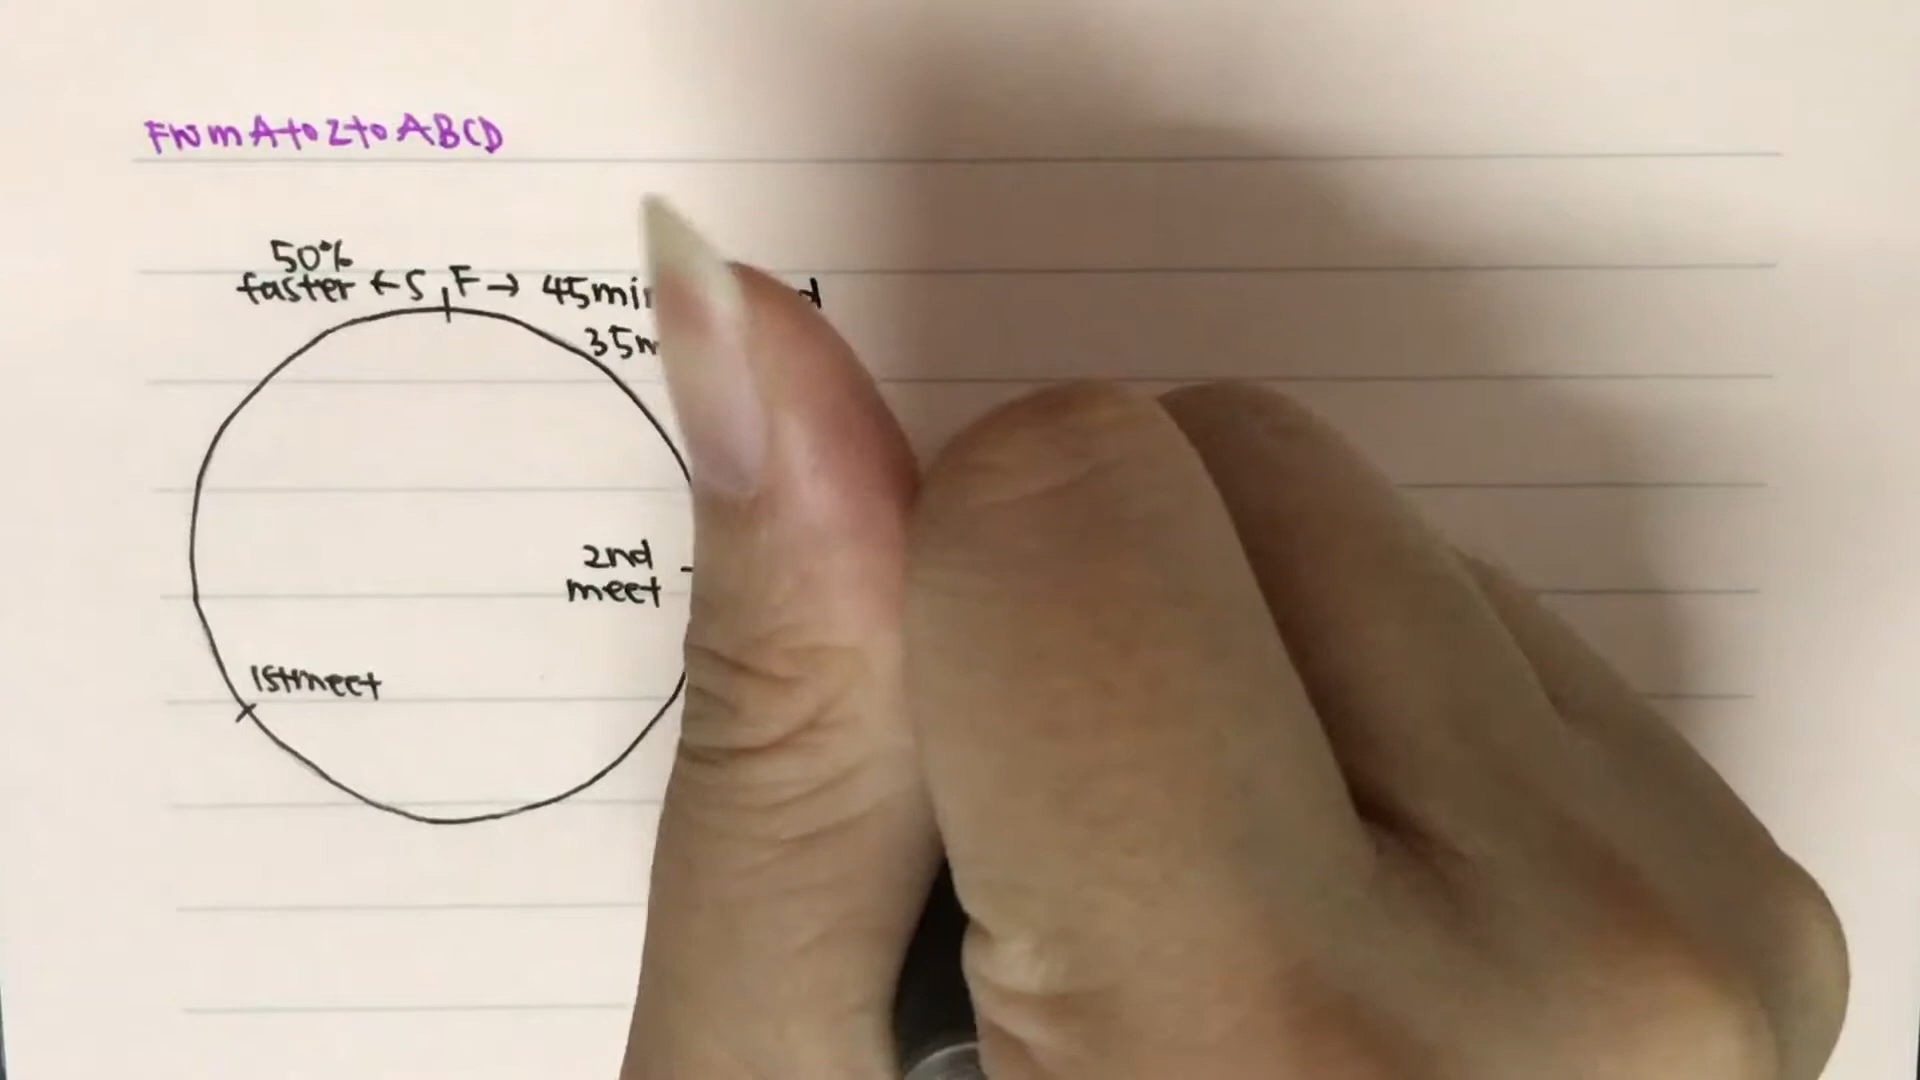 From A to Z to ABCD
50%
faster ← S F → 45mi
35m
2nd
meet
1st meet